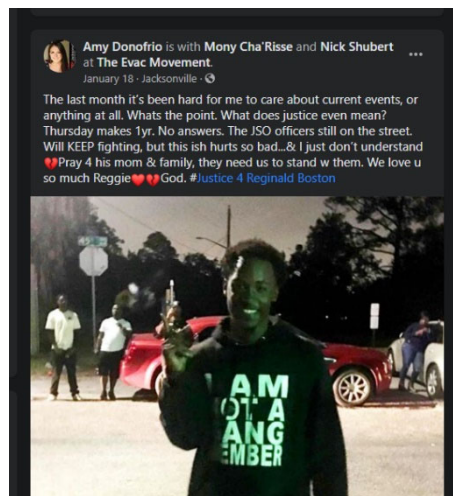 Amy Donofrio is with Mony Cha'Risse and Nick Shubert
at The Evac Movement.
January 18 · Jacksonville ·
The last month it's been hard for me to care about current events, or
anything at all. Whats the point. What does justice even mean?
Thursday makes 1yr. No answers. The JSO officers still on the street.
Will KEEP fighting, but this ish hurts so bad...& I just don't understand
💔Pray 4 his mom & family, they need us to stand w them. We love u
so much Reggie❤️💔God. #Justice 4 Reginald Boston
AM
OT A
ANG
EMBER